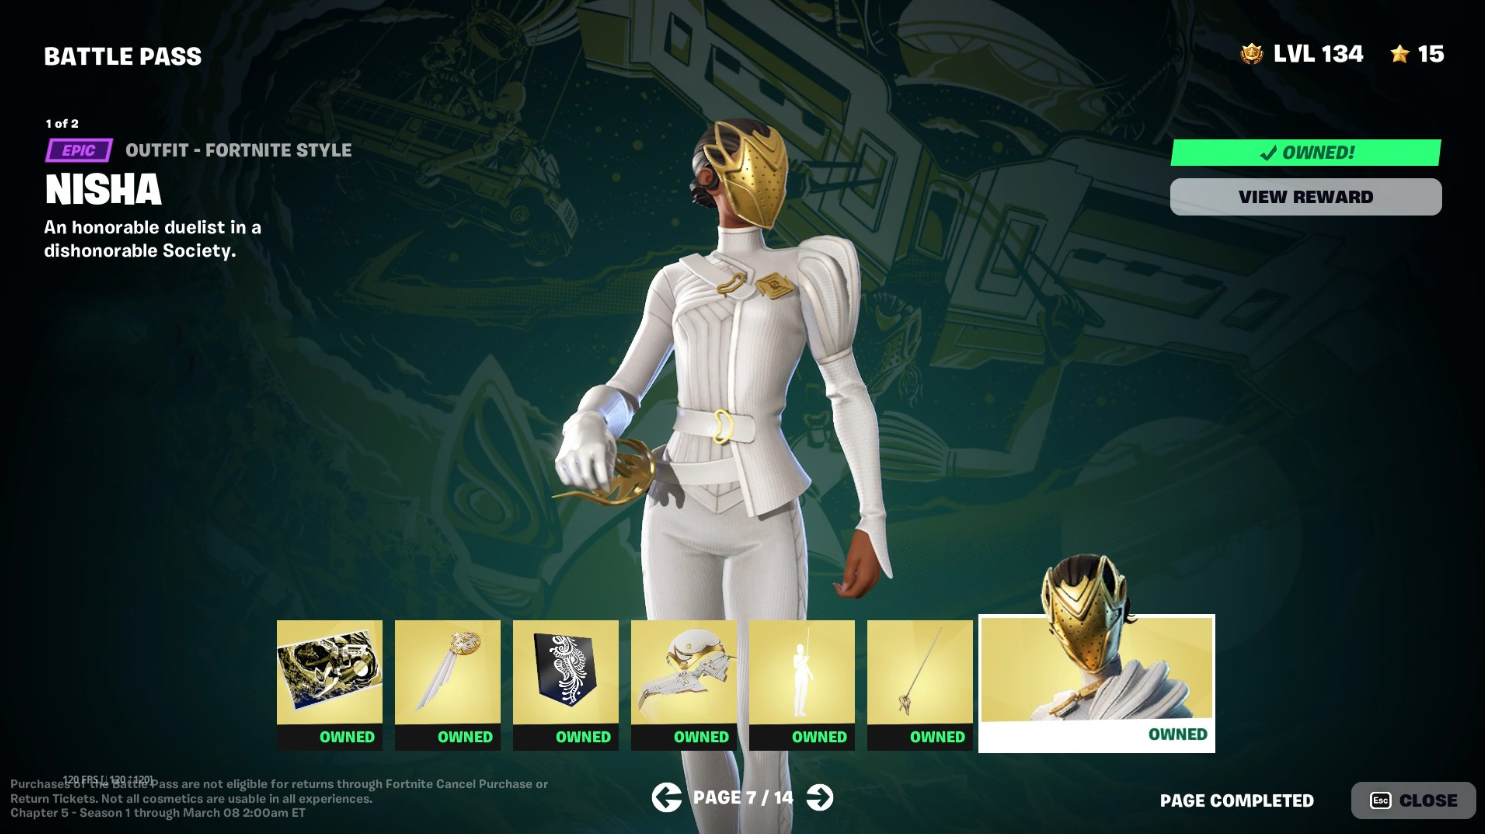 BATTLE PASS
LVL 134
15
1 of 2
EPIC
OUTFIT - FORTNITE STYLE
NISHA
An honorable duelist in a
dishonorable Society.
OWNED!
VIEW REWARD
OWNED
OWNED
OWNED
OWNED
OWNED
OWNED
OWNED
120 FPS
Purchases of the Battle Pass are not eligible for returns through Fortnite Cancel Purchase or
Return Tickets. Not all cosmetics are usable in all experiences.
Chapter 5 - Season 1 through March 08 2:00am ET
PAGE 7 / 14
PAGE COMPLETED
Esc
CLOSE